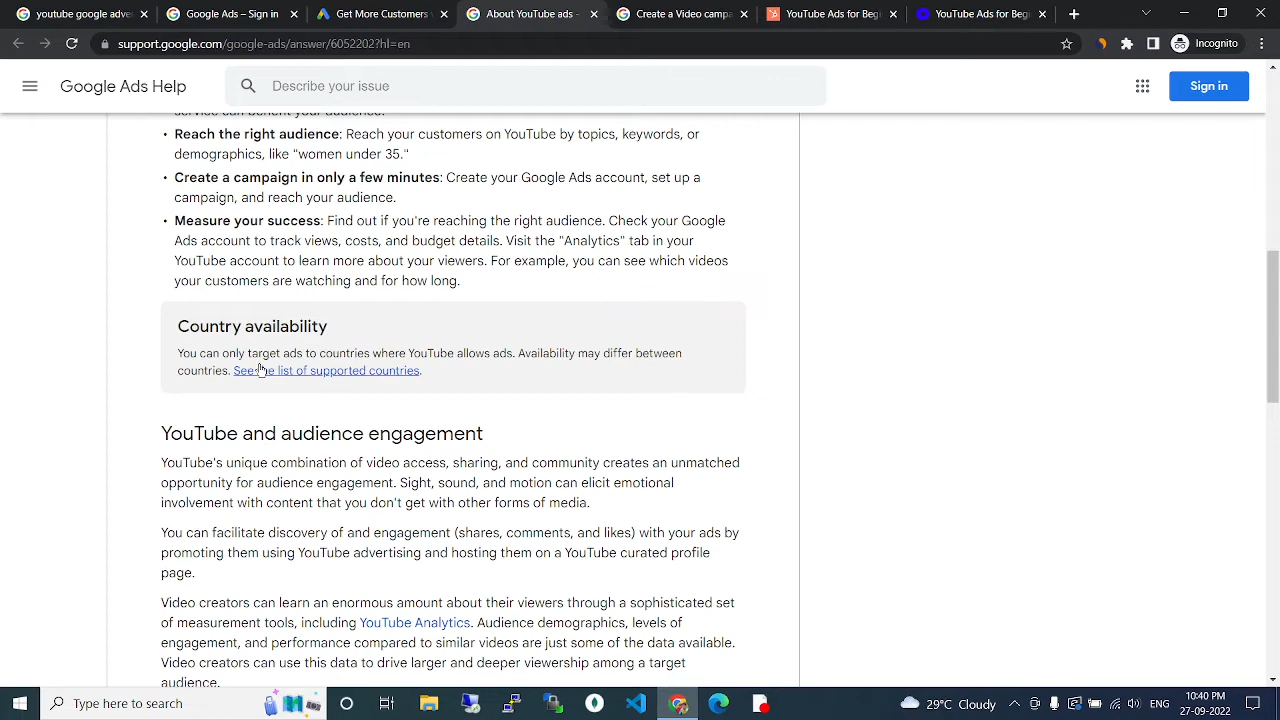 youtube google adve
Google Ads – Sign in
Get More Customers
About YouTube ads -
Create a Video campa
YouTube Ads for Beg
YouTube Ads for Begi
support.google.com/google-ads/answer/6052202?hl=en
Incognito
Google Ads Help
Describe your issue
Sign in
service can benefit your audience.
• Reach the right audience: Reach your customers on YouTube by topics, keywords, or
demographics, like "women under 35."
• Create a campaign in only a few minutes: Create your Google Ads account, set up a
campaign, and reach your audience.
• Measure your success: Find out if you're reaching the right audience. Check your Google
Ads account to track views, costs, and budget details. Visit the "Analytics" tab in your
YouTube account to learn more about your viewers. For example, you can see which videos
your customers are watching and for how long.
Country availability
You can only target ads to countries where YouTube allows ads. Availability may differ between
countries. See the list of supported countries.
YouTube and audience engagement
YouTube's unique combination of video access, sharing, and community creates an unmatched
opportunity for audience engagement. Sight, sound, and motion can elicit emotional
involvement with content that you don't get with other forms of media.
You can facilitate discovery of and engagement (shares, comments, and likes) with your ads by
promoting them using YouTube advertising and hosting them on a YouTube curated profile
page.
Video creators can learn an enormous amount about their viewers through a sophisticated set
of measurement tools, including YouTube Analytics. Audience demographics, levels of
engagement, and performance compared to similar videos are just some of the data available.
Video creators can use this data to drive larger and deeper viewership among a target
audience.
Type here to search
29°C Cloudy
ENG
10:40 PM
27-09-2022